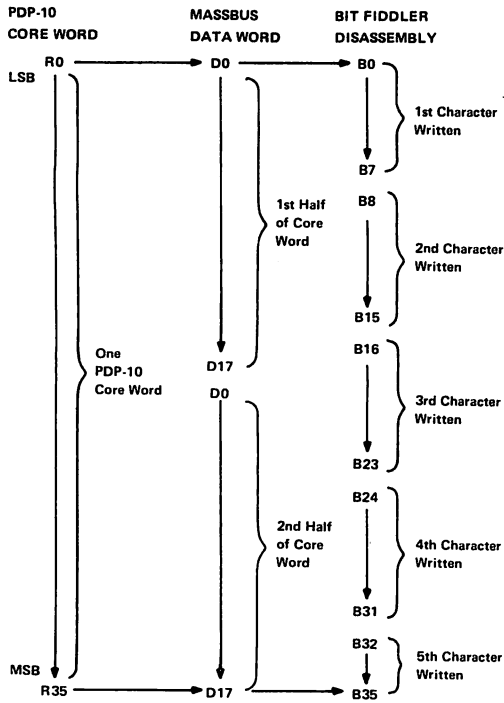 PDP-10
CORE WORD
MASSBUS
DATA WORD
BIT FIDDLER
DISASSEMBLY
R0
D0
B0
LSB
1st Character
Written
B7
B8
1st Half
of Core
Word
2nd Character
Written
B15
B16
One
PDP-10
Core Word
D17
D0
3rd Character
Written
B23
B24
2nd Half
of Core
Word
4th Character
Written
B31
B32
5th Character
Written
MSB
R35
D17
B35